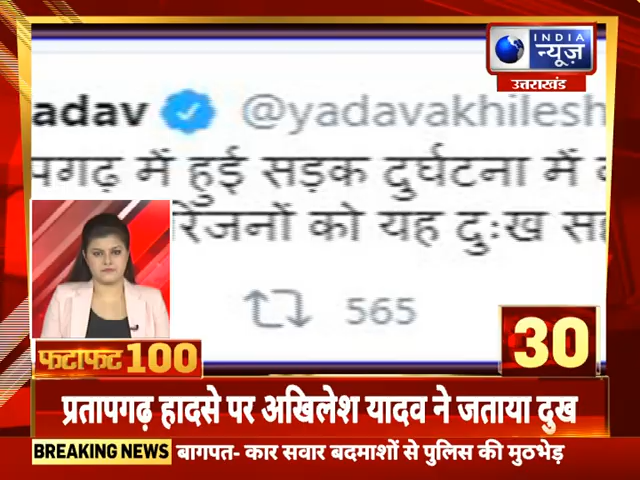 INDIA
न्यूज़
उत्तराखंड
adav @yadavakhilesh
पगढ़ में हुई सड़क दुर्घटना में
रिजनों को यह दुःख
565
30
फटाफट 100
प्रतापगढ़ हादसे पर अखिलेश यादव ने जताया दुख
BREAKING NEWS बागपत- कार सवार बदमाशों से पुलिस की मुठभेड़